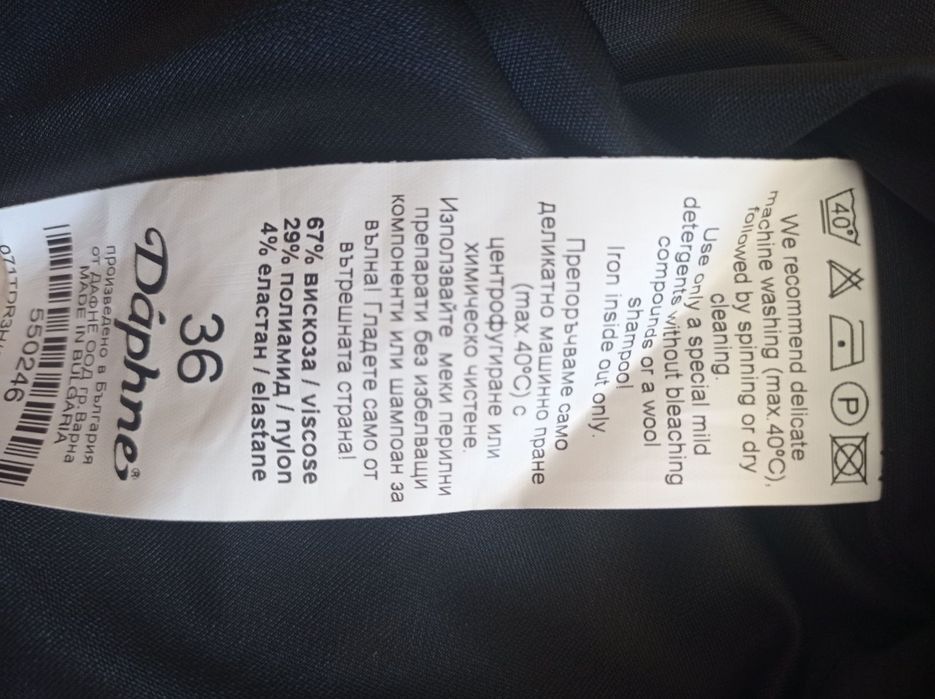 40°
P
We recommend delicate
machine washing (max.40°C),
followed by spinning or dry
cleaning.
Use only a special mild
detergents without bleaching
compounds or a wool
shampoo!
Iron inside out only.
Препоръчваме само
деликатно машинно пране
(max.40°C) с
центрофугиране или
химическо чистене.
Използвайте меки перилни
препарати без избелващи
компоненти или шампоан за
вълна! Гладете само от
вътрешната страна!
67% вискоза / viscose
29% полиамид / nylon
4% еластан / elastane
36
Dáphne®
произведено в България
от ДАФНЕ ООД гр.Варна
MADE IN BULGARIA
550246